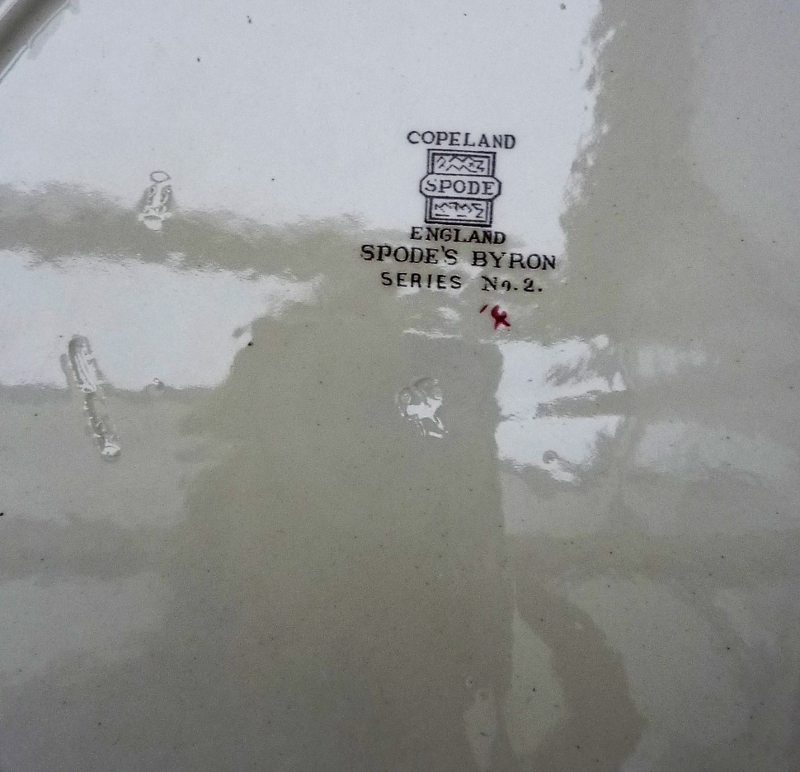 COPELAND
SPODE
ENGLAND
SPODE'S BYRON
SERIES No. 2.